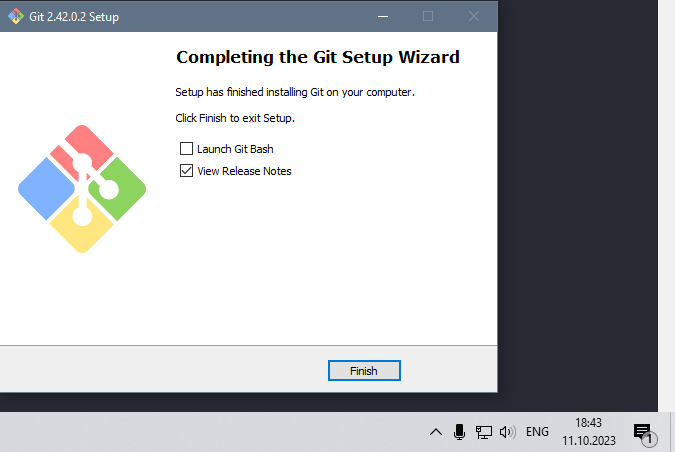 Git 2.42.0.2 Setup
Completing the Git Setup Wizard
Setup has finished installing Git on your computer.
Click Finish to exit Setup.
Launch Git Bash
View Release Notes
Finish
ENG
18:43
11.10.2023
1